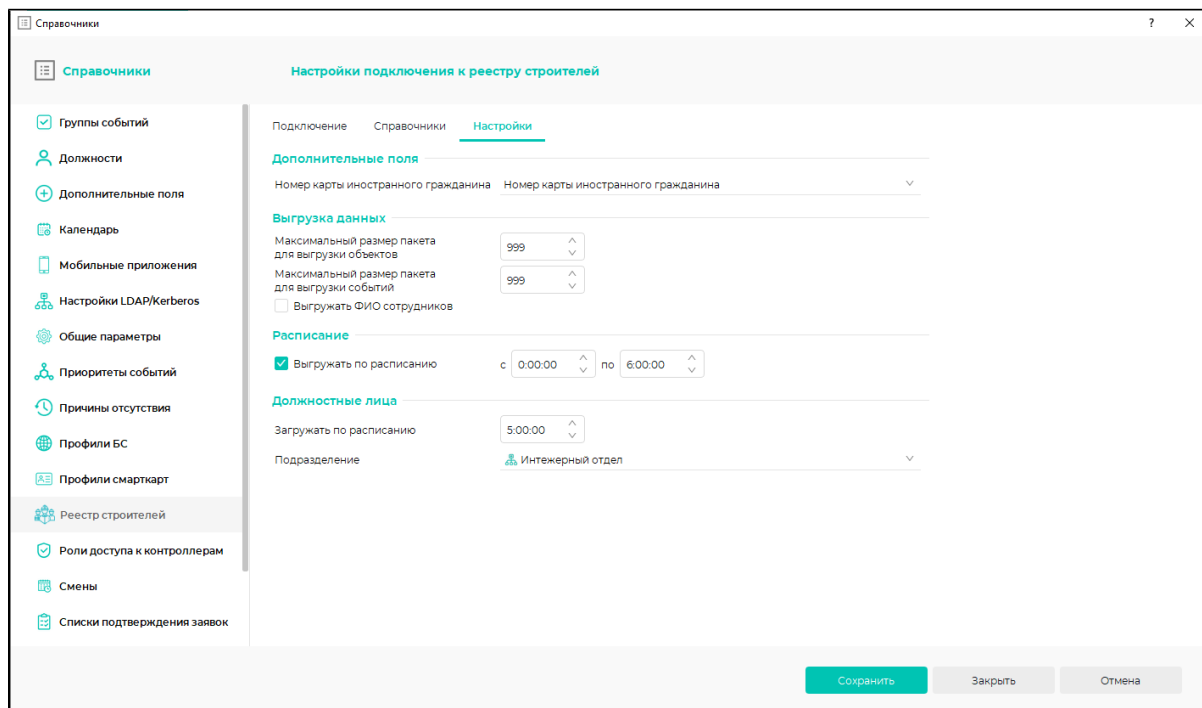 Справочники
?
Справочники
Настройки подключения к реестру строителей
Группы событий
Должности
Дополнительные поля
Календарь
Мобильные приложения
Настройки LDAP/Kerberos
Общие параметры
Приоритеты событий
Причины отсутствия
Профили БС
Профили смарткарт
Реестр строителей
Роли доступа к контроллерам
Смены
Списки подтверждения заявок
Подключение Справочники Настройки
Дополнительные поля
Номер карты иностранного гражданина Номер карты иностранного гражданина
Выгрузка данных
Максимальный размер пакета
для выгрузки объектов
999
Максимальный размер пакета
для выгрузки событий
999
Выгружать ФИО сотрудников
Расписание
Выгружать по расписанию с 0:00:00 по 6:00:00
Должностные лица
Загружать по расписанию 5:00:00
Подразделение Интежерный отдел
Сохранить Закрыть Отмена